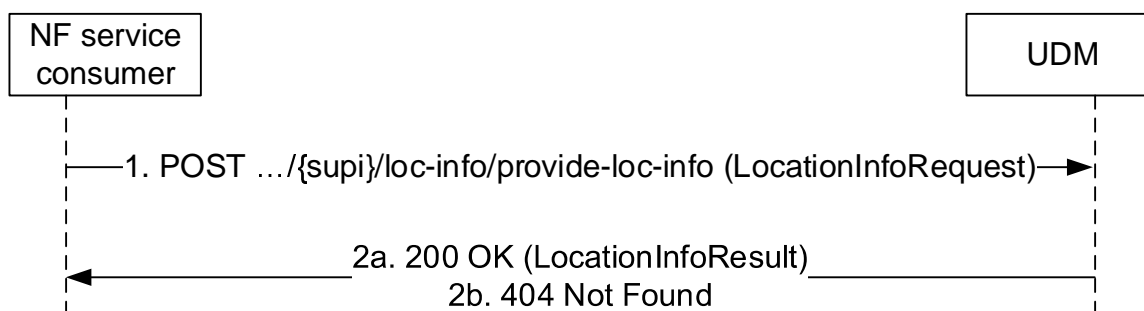 NF service
consumer
UDM
1. POST …/{supi}/loc-info/provide-loc-info (LocationInfoRequest)
2a. 200 OK (LocationInfoResult)
2b. 404 Not Found